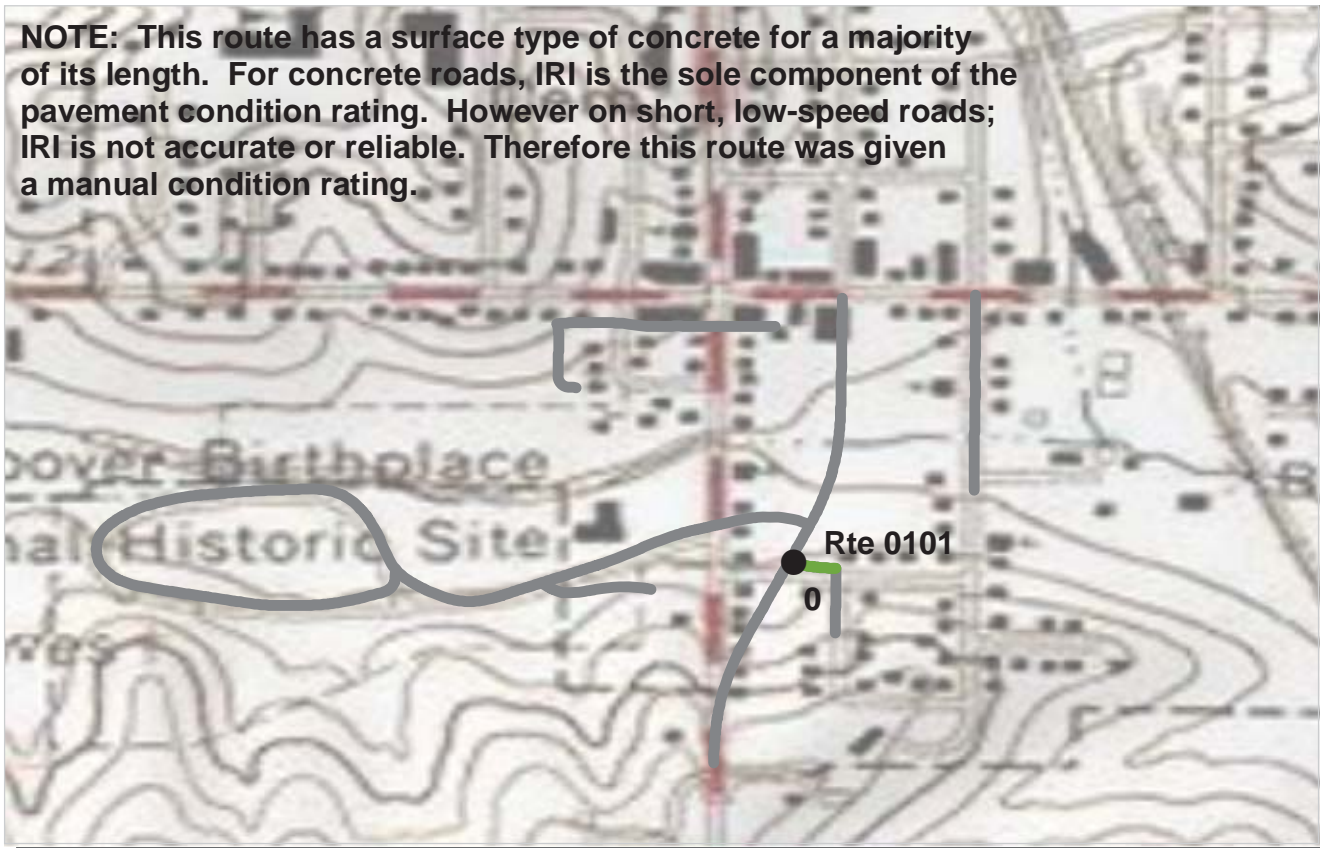 NOTE:  This route has a surface type of concrete for a majority
of its length.  For concrete roads, IRI is the sole component of the
pavement condition rating.  However on short, low-speed roads;
IRI is not accurate or reliable.  Therefore this route was given
a manual condition rating.
Birthplace
Historic Site
Rte 0101
0